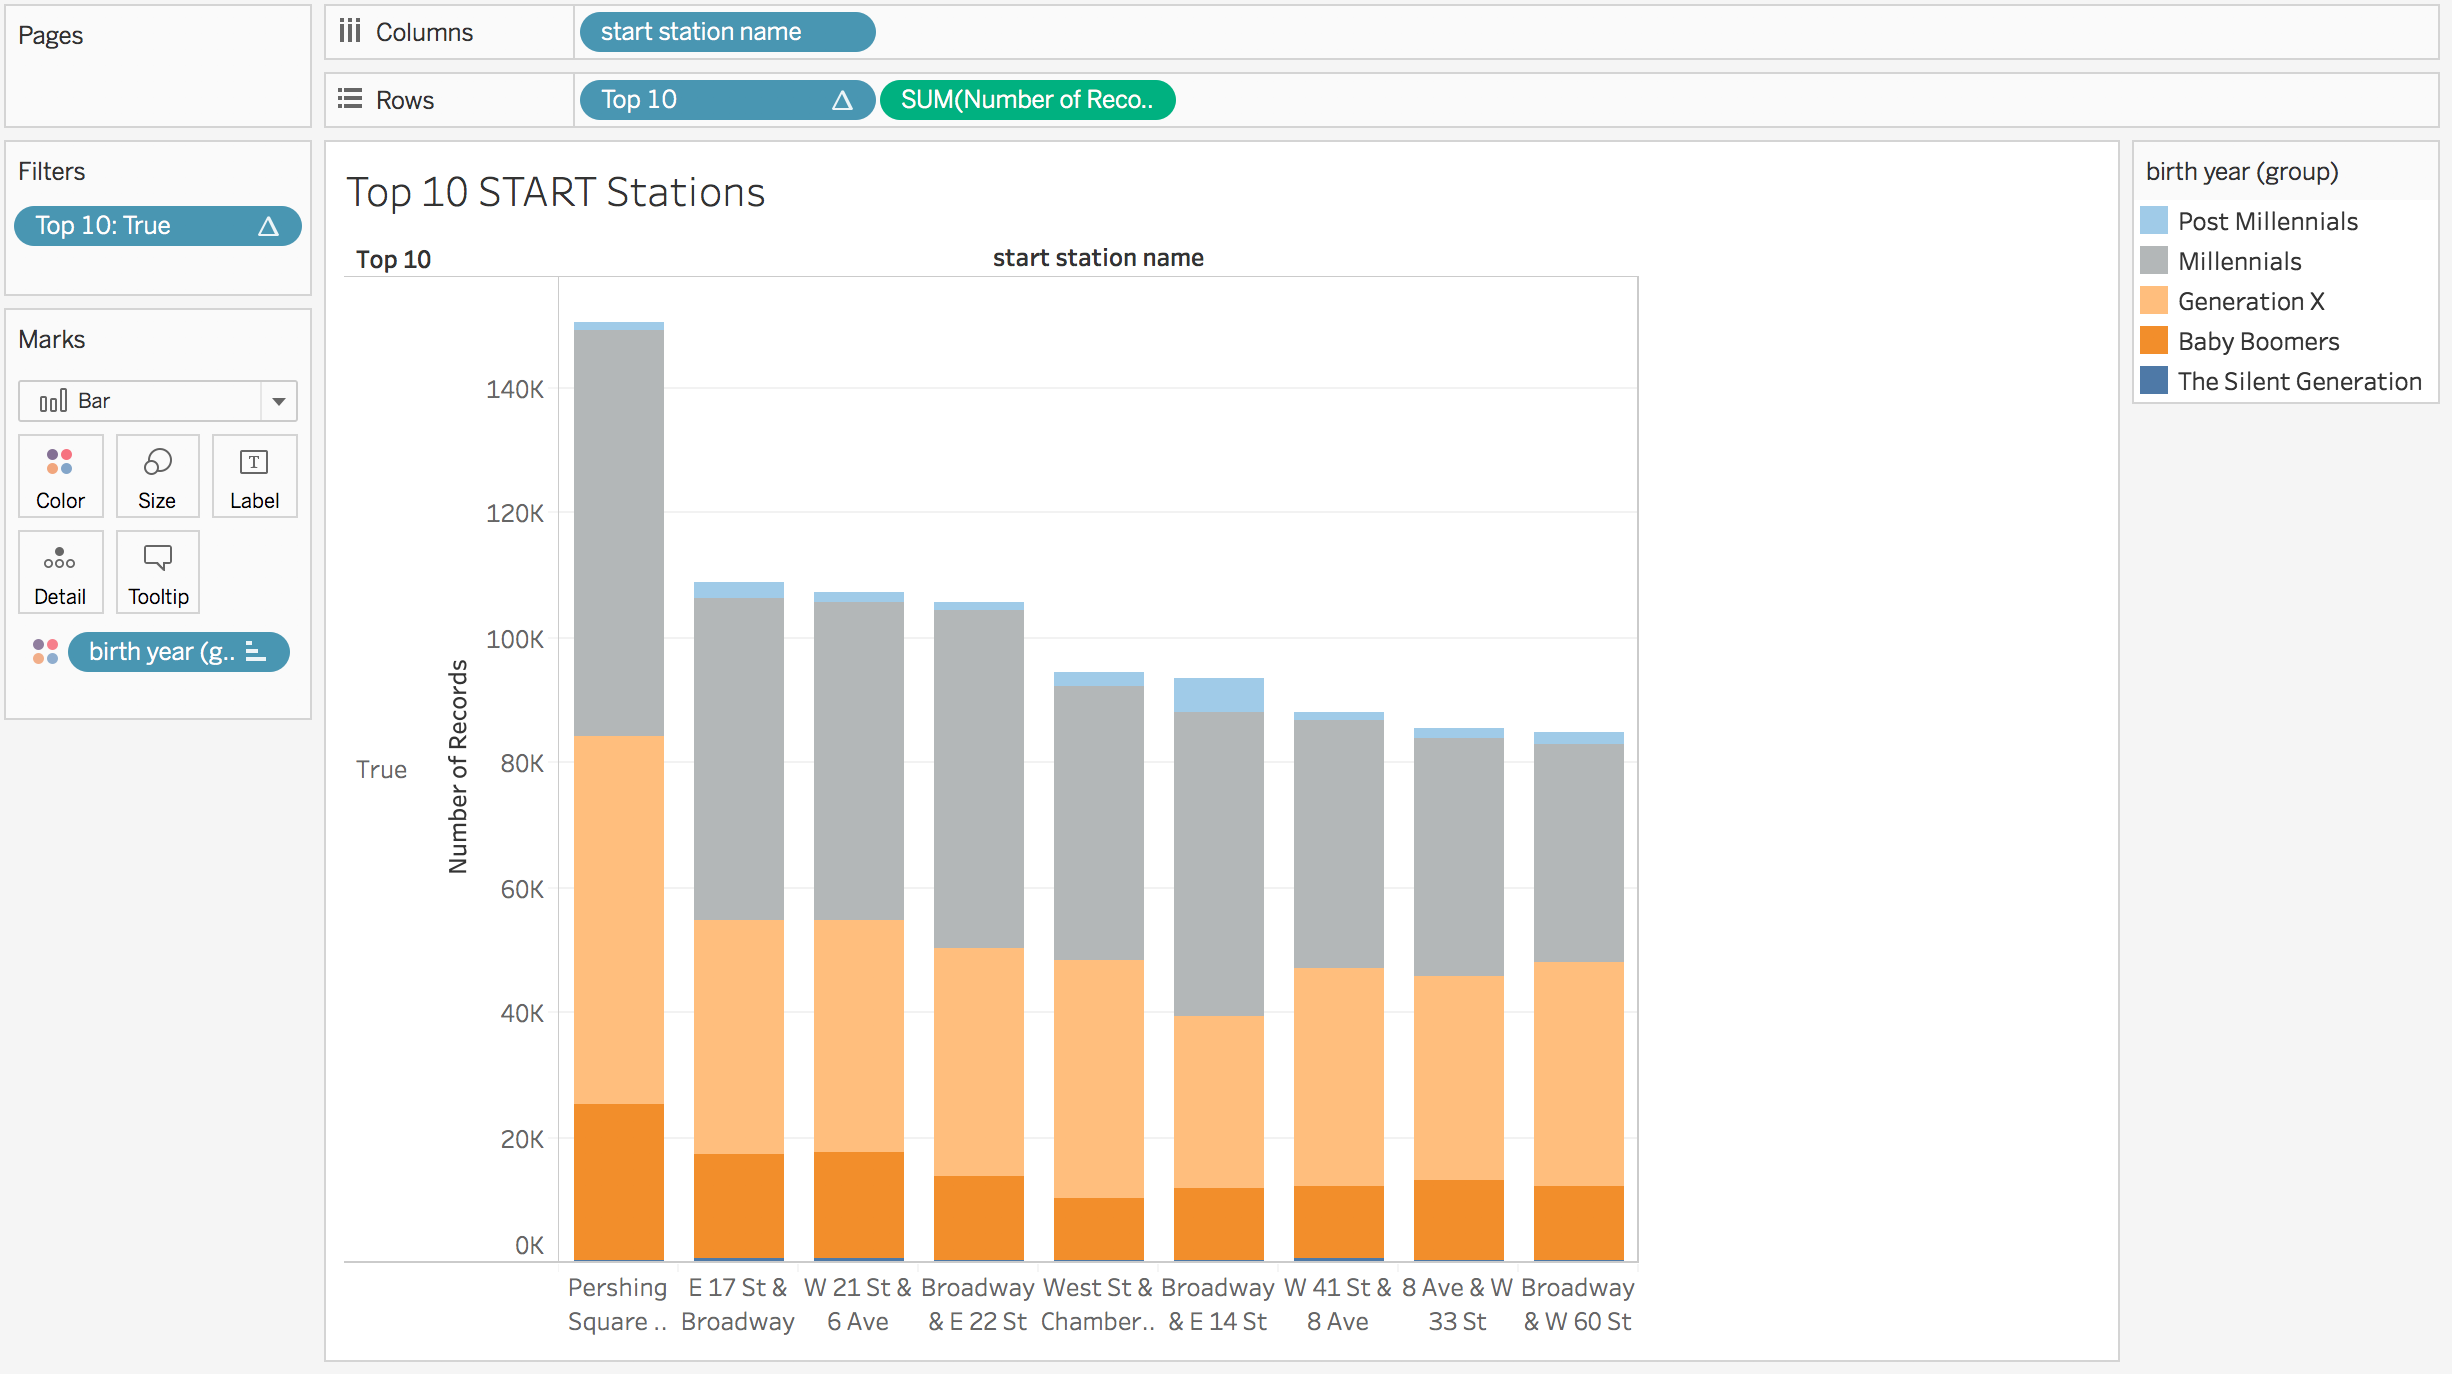 Pages
Columns
start station name
Rows
Top 10
SUM(Number of Reco..
Filters
Top 10: True
Marks
Bar
Color
Size
Label
Detail
Tooltip
birth year (g..
Top 10 START Stations
Top 10
start station name
True
Number of Records
140K
120K
100K
80K
60K
40K
20K
0K
Pershing
Square ..
E 17 St &
Broadway
W 21 St &
6 Ave
Broadway
& E 22 St
West St &
Chamber..
Broadway
& E 14 St
W 41 St &
8 Ave
8 Ave & W
33 St
Broadway
& W 60 St
birth year (group)
Post Millennials
Millennials
Generation X
Baby Boomers
The Silent Generation